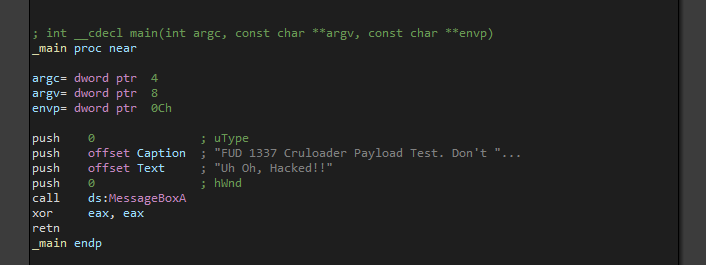 ; int __cdecl main(int argc, const char **argv, const char **envp)
_main proc near
argc= dword ptr  4
argv= dword ptr  8
envp= dword ptr  0Ch
push    0               ; uType
push    offset Caption  ; "FUD 1337 Cruloader Payload Test. Don't "...
push    offset Text     ; "Uh Oh, Hacked!!"
push    0               ; hWnd
call    ds:MessageBoxA
xor     eax, eax
retn
_main endp